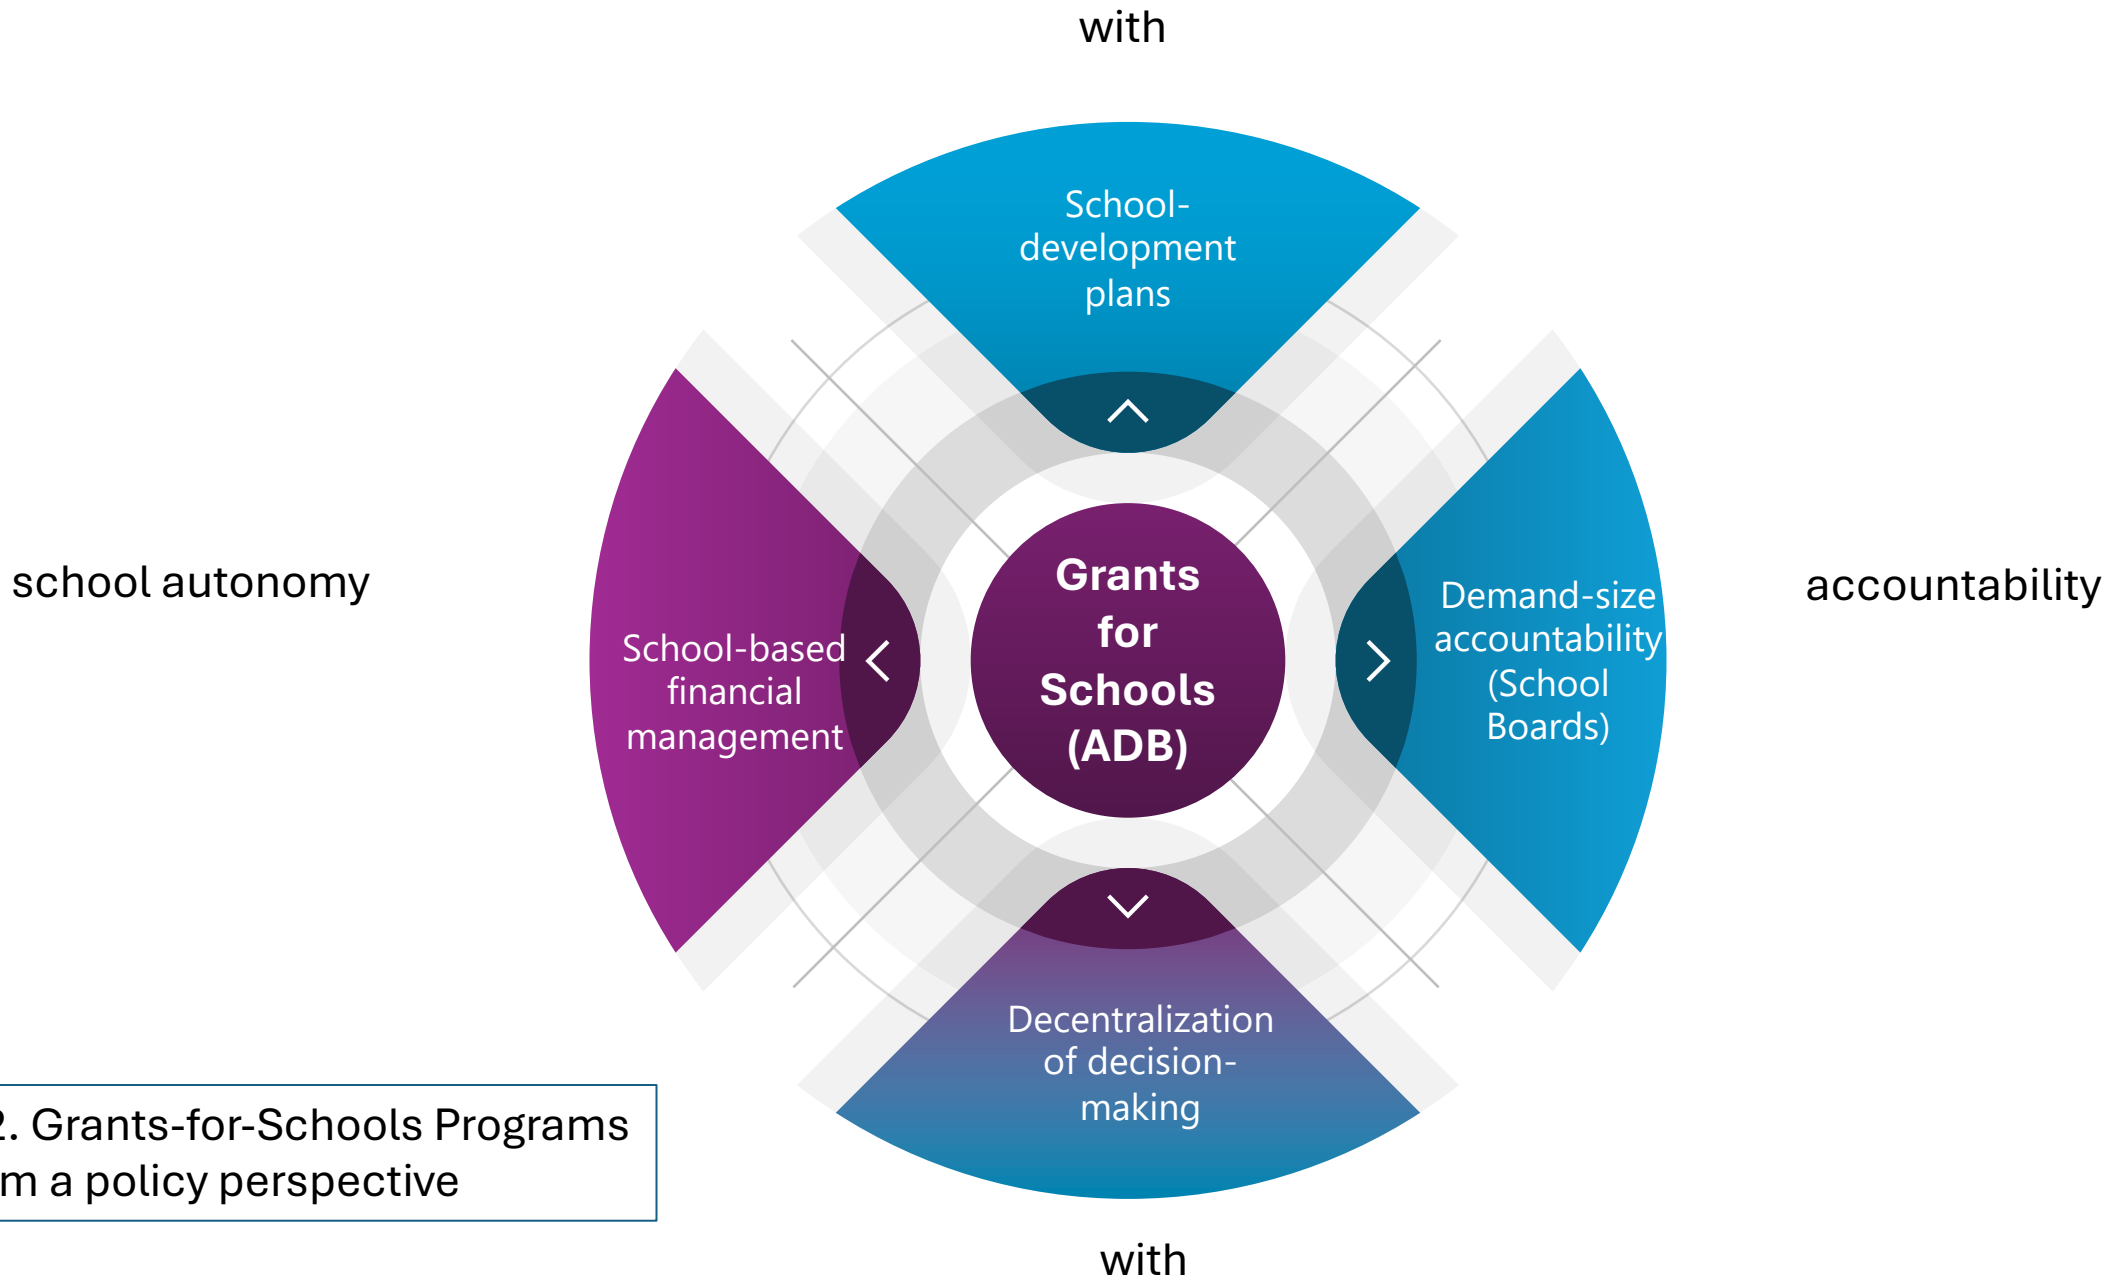 with
School-
development
plans
school autonomy
School-based
financial
management
Grants
for
Schools
(ADB)
Demand-size
accountability
(School
Boards)
accountability
Decentralization
of decision-
making
2. Grants-for-Schools Programs
m a policy perspective
with